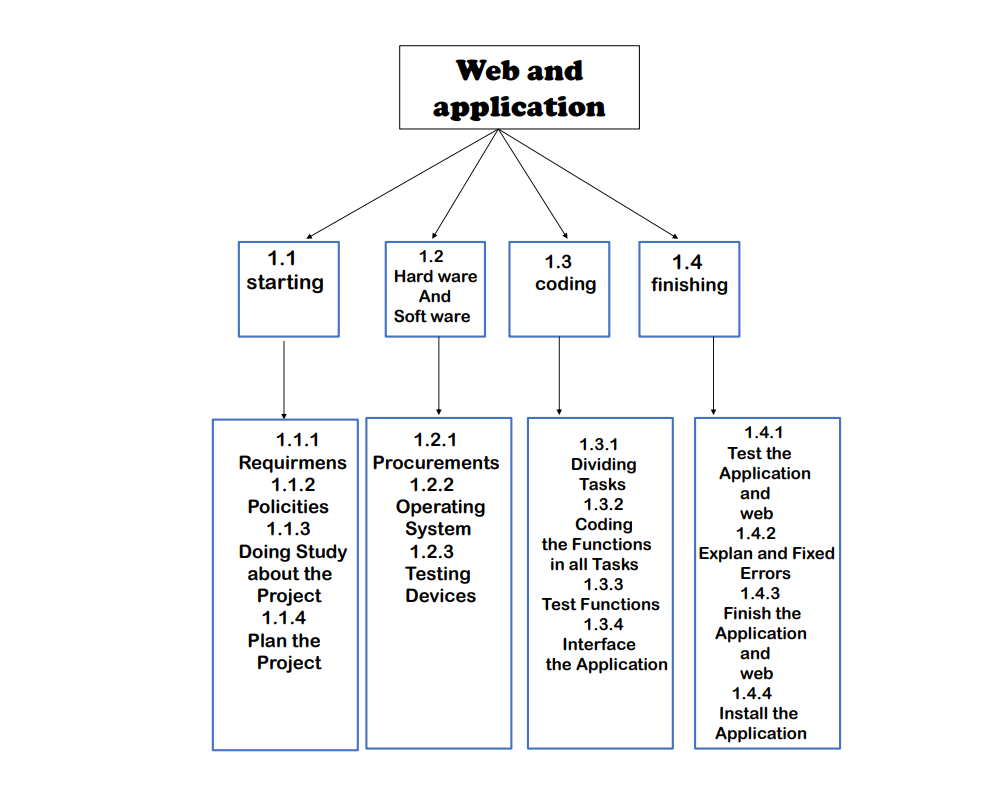 Web and
application
1.1
starting
1.2
Hard ware
And
Soft ware
1.3
coding
1.4
finishing
1.1.1
Requirmens
1.1.2
Policities
1.1.3
Doing Study
about the
Project
1.1.4
Plan the
Project
1.2.1
Procurements
1.2.2
Operating
System
1.2.3
Testing
Devices
1.3.1
Dividing
Tasks
1.3.2
Coding
the Functions
in all Tasks
1.3.3
Test Functions
1.3.4
Interface
the Application
1.4.1
Test the
Application
and
web
1.4.2
Explan and Fixed
Errors
1.4.3
Finish the
Application
and
web
1.4.4
Install the
Application